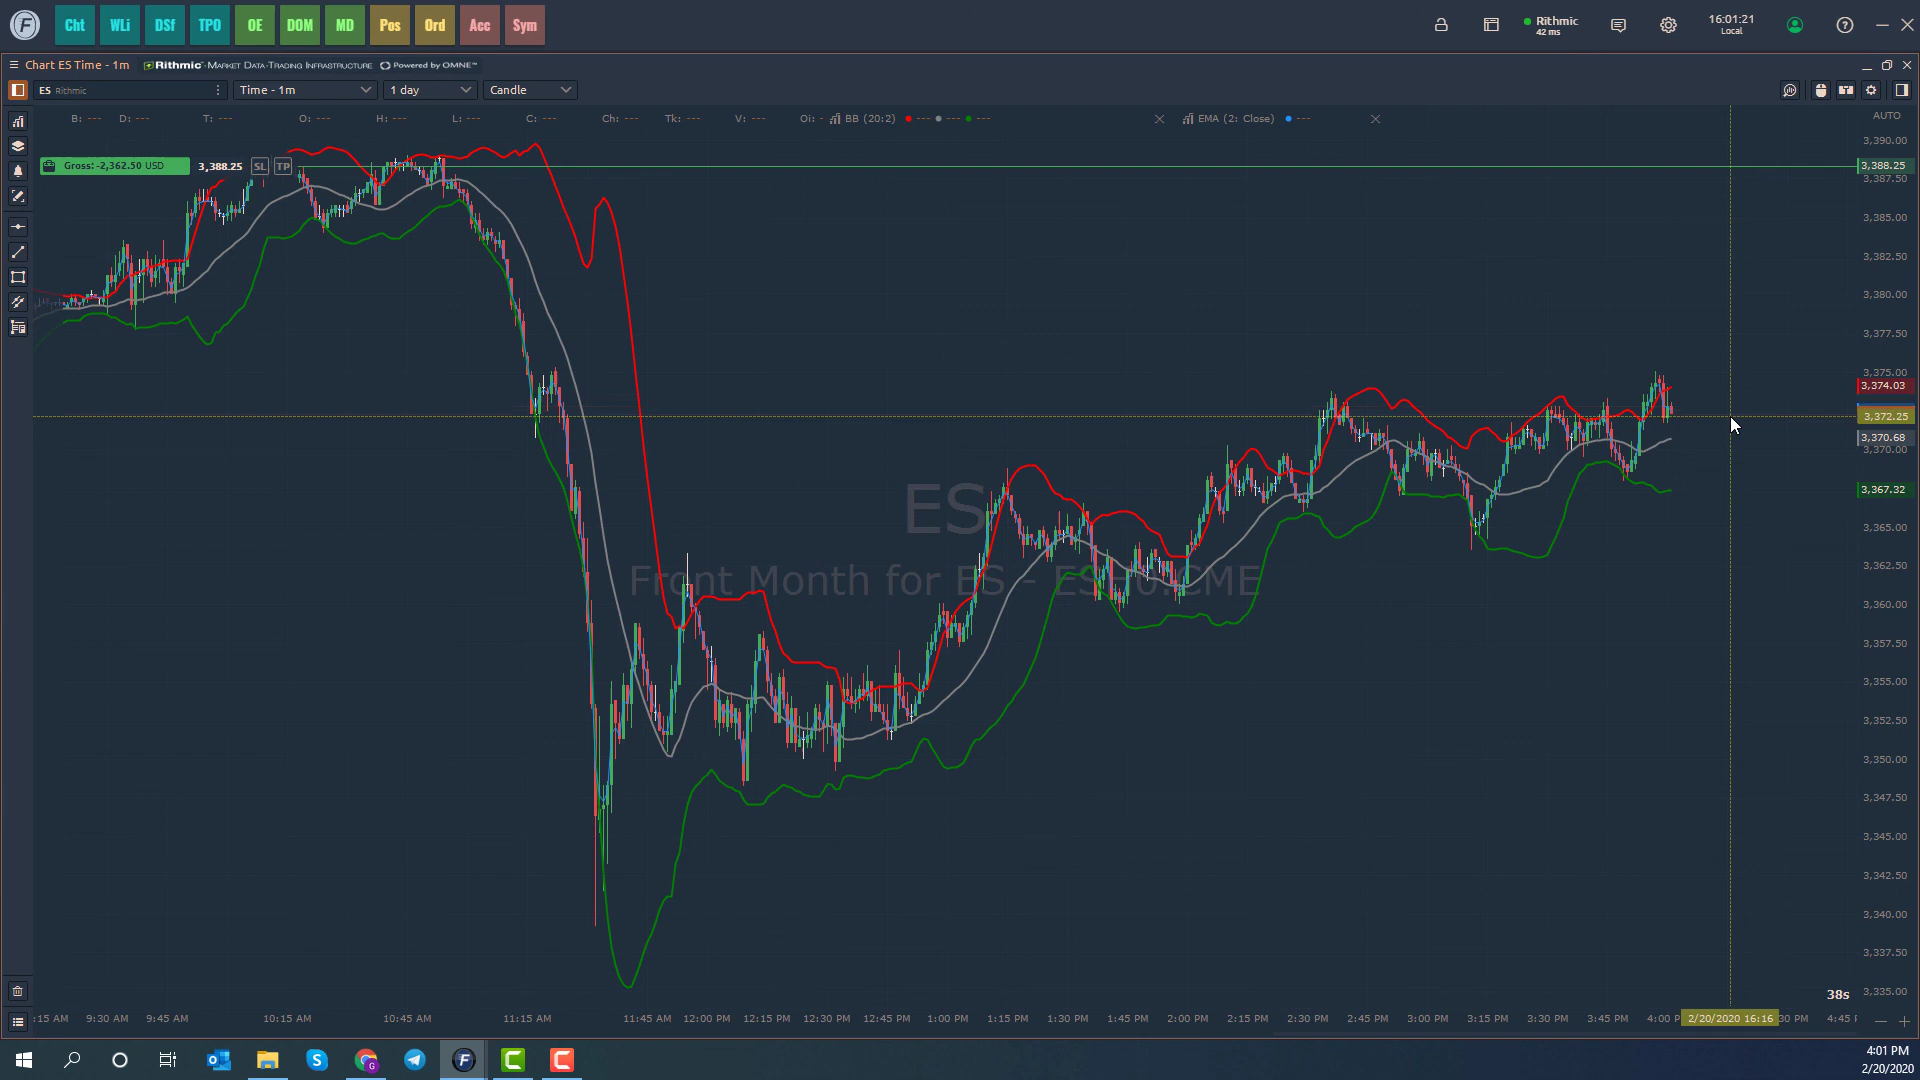 F Cht WLi DSf TPO OE DOM MD Pos Ord Acc Sym
Rithmic
42 ms
16:01:21
Local
Chart ES Time - 1m Rithmic MARKET DATA-TRADING INFRASTRUCTURE Powered by OMNE™
ES Rithmic Time - 1m 1 day Candle
B: --- D: --- T: --- O: --- H: --- L: --- C: --- Ch: --- Tk: --- V: --- Oi: - BB (20:2) --- --- --- EMA (2: Close) ---
AUTO
3,390.00
Gross: -2,362.50 USD 3,388.25 SL TP
3,388.25
3,387.50
3,385.00
3,382.50
3,380.00
3,377.50
3,375.00
3,374.03
3,372.25
3,370.68
3,370.00
3,367.32
ES
3,365.00
3,362.50
Front Month for ES - ESH0.CME
3,360.00
3,357.50
3,355.00
3,352.50
3,350.00
3,347.50
3,345.00
3,342.50
3,340.00
3,337.50
3,335.00
38s
:15 AM 9:30 AM 9:45 AM 10:15 AM 10:45 AM 11:15 AM 11:45 AM 12:00 PM 12:15 PM 12:30 PM 12:45 PM 1:00 PM 1:15 PM 1:30 PM 1:45 PM 2:00 PM 2:15 PM 2:30 PM 2:45 PM 3:00 PM 3:15 PM 3:30 PM 3:45 PM 4:00 P 2/20/2020 16:16 30 PM 4:45
4:01 PM
2/20/2020